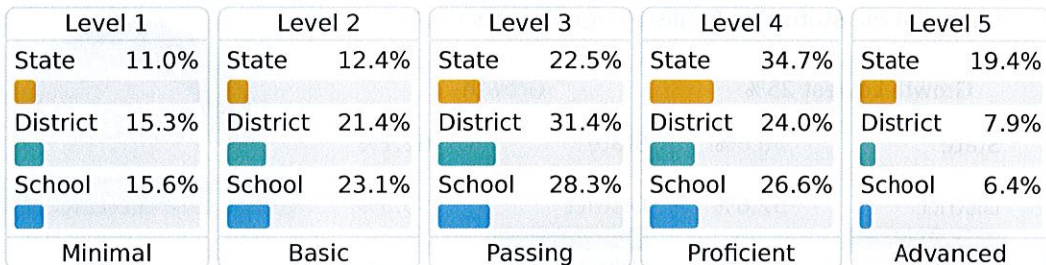 Level 1
State 11.0%
District 15.3%
School 15.6%
Minimal
Level 2
State 12.4%
District 21.4%
School 23.1%
Basic
Level 3
State 22.5%
District 31.4%
School 28.3%
Passing
Level 4
State 34.7%
District 24.0%
School 26.6%
Proficient
Level 5
State 19.4%
District 7.9%
School 6.4%
Advanced